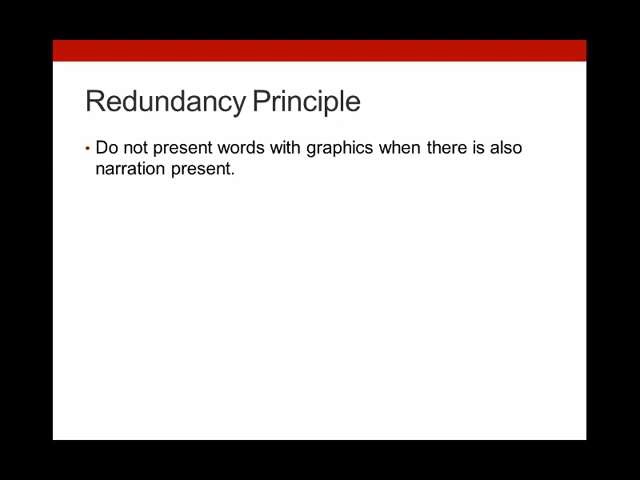 Redundancy Principle
• Do not present words with graphics when there is also
narration present.